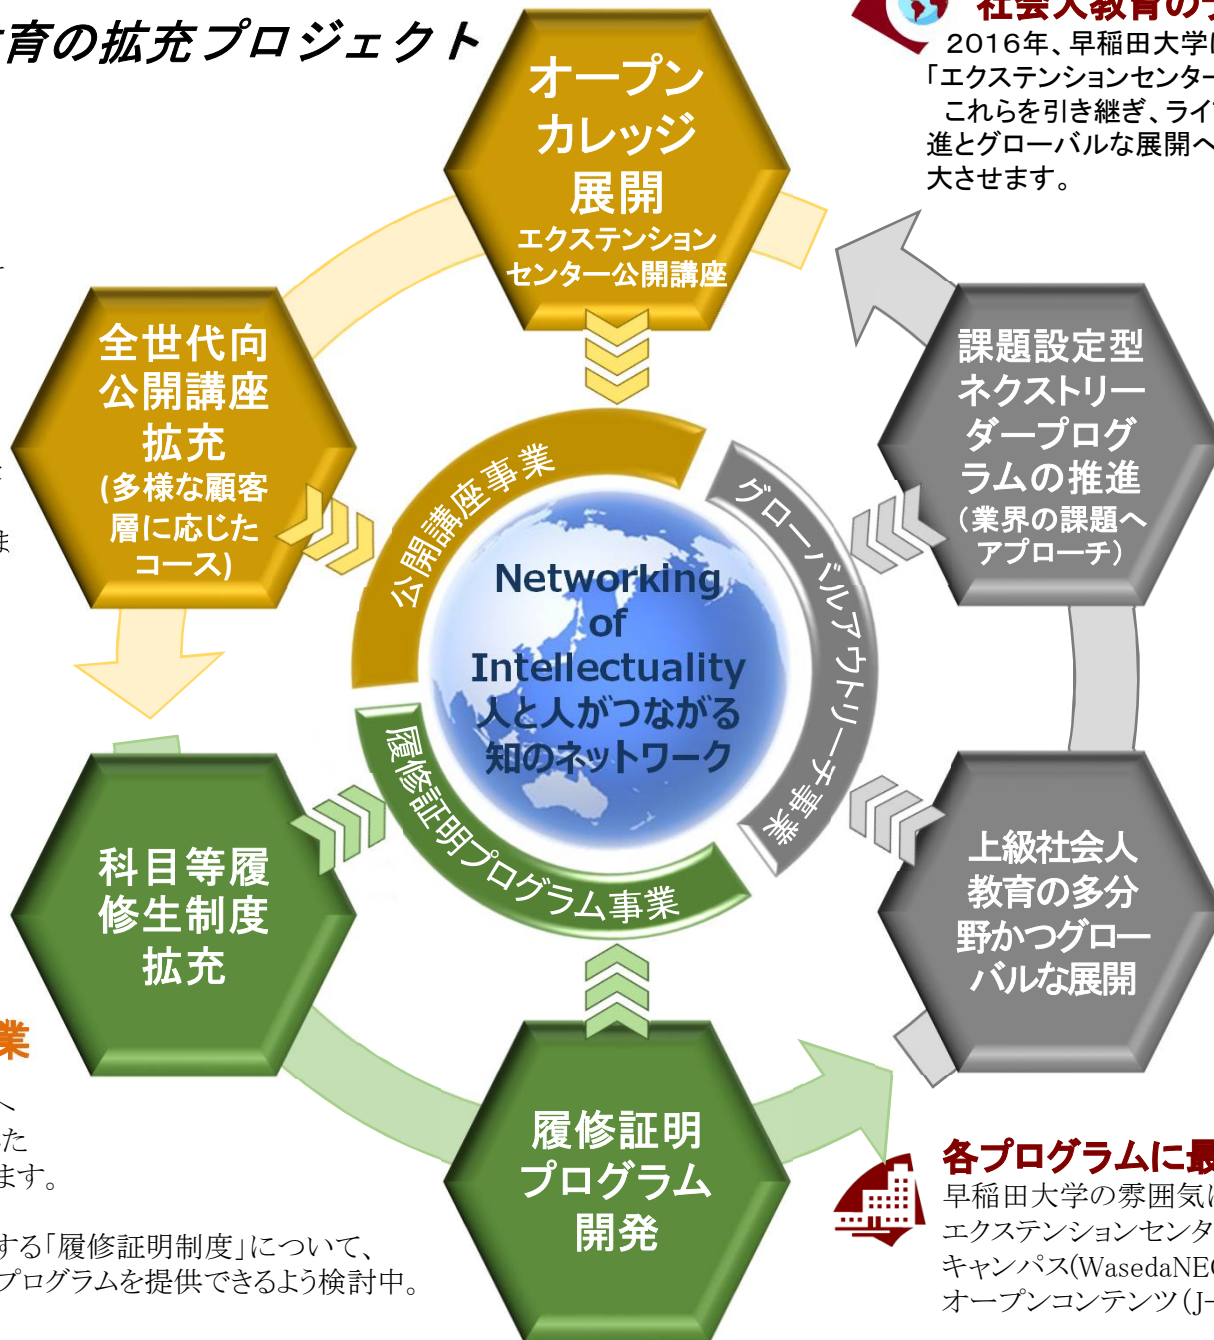 育の拡充プロジェクト
社会人教育の
2016年、早稲田大学
「エクステンションセンター
これらを引き継ぎ、ライ
進とグローバルな展開へ
大させます。
オープン
カレッジ
展開
エクステンション
センター公開講座
全世代向
公開講座
拡充
(多様な顧客
層に応じた
コース)
ま
課題設定型
ネクストリー
ダープログ
ラムの推進
(業界の課題へ
アプローチ)
公開講座事業
グローバルアウトリーチ事業
履修証明プログラム事業
Networking
of
Intellectuality
人と人がつながる
知のネットワーク
科目等履
修生制度
拡充
上級社会人
教育の多分
野かつグロー
バルな展開
履修証明
プログラム
開発
業
へ
た
ます。
する「履修証明制度」について、
プログラムを提供できるよう検討中。
各プログラムに最
早稲田大学の雰囲気
エクステンションセンタ
キャンパス(WasedaNEO
オープンコンテンツ(J-